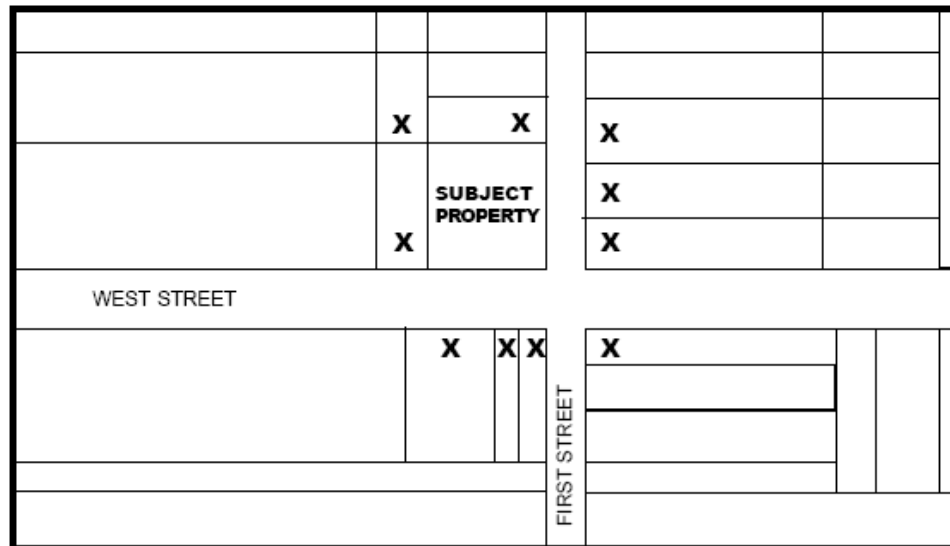 X X X
SUBJECT X
PROPERTY
X X
WEST STREET
X X X X
FIRST STREET